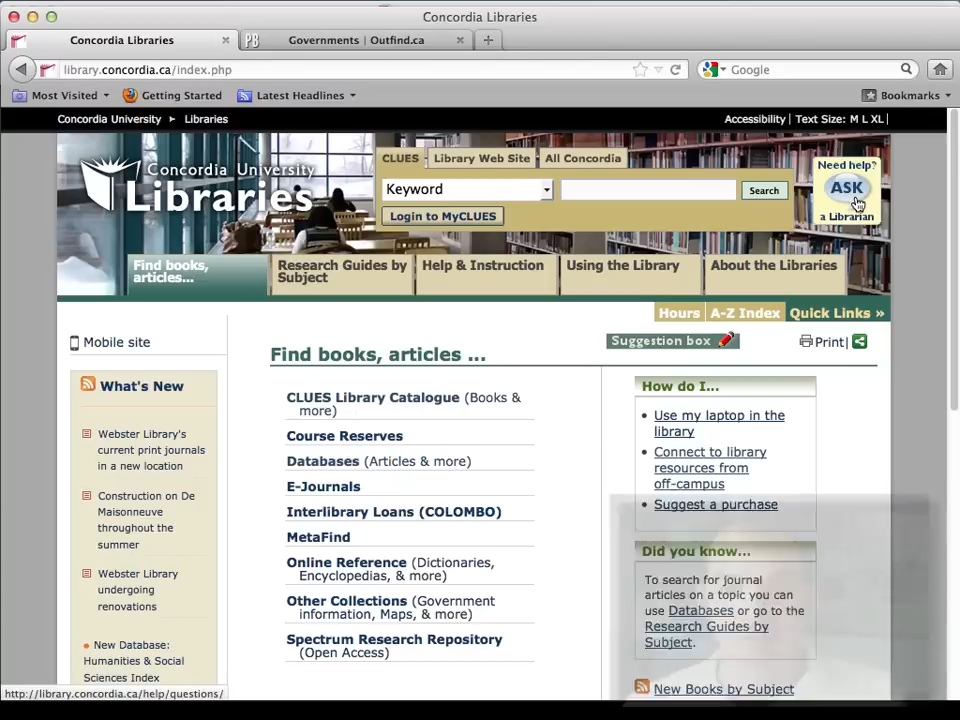 Concordia Libraries
Concordia Libraries
Governments | Outfind.ca
library.concordia.ca/index.php
Google
Most Visited
Getting Started
Latest Headlines
Bookmarks
Concordia University
Libraries
Accessibility | Text Size: M L XL |
CLUES
Library Web Site
All Concordia
Need help?
ASK
a Librarian
Concordia University
Libraries
Keyword
Search
Login to MyCLUES
Find books,
articles...
Research Guides by
Subject
Help & Instruction
Using the Library
About the Libraries
Hours
A-Z Index
Quick Links »
Mobile site
Suggestion box
Print|
Find books, articles ...
What's New
Webster Library's
current print journals
in a new location
Construction on De
Maisonneuve
throughout the
summer
Webster Library
undergoing
renovations
New Database:
Humanities & Social
Sciences Index
CLUES Library Catalogue (Books &
more)
Course Reserves
Databases (Articles & more)
E-Journals
Interlibrary Loans (COLOMBO)
MetaFind
Online Reference (Dictionaries,
Encyclopedias, & more)
Other Collections (Government
information, Maps, & more)
Spectrum Research Repository
(Open Access)
How do I...
Use my laptop in the
library
Connect to library
resources from
off-campus
Suggest a purchase
Did you know...
To search for journal
articles on a topic you can
use Databases or go to the
Research Guides by
Subject.
New Books by Subject
http://library.concordia.ca/help/questions/